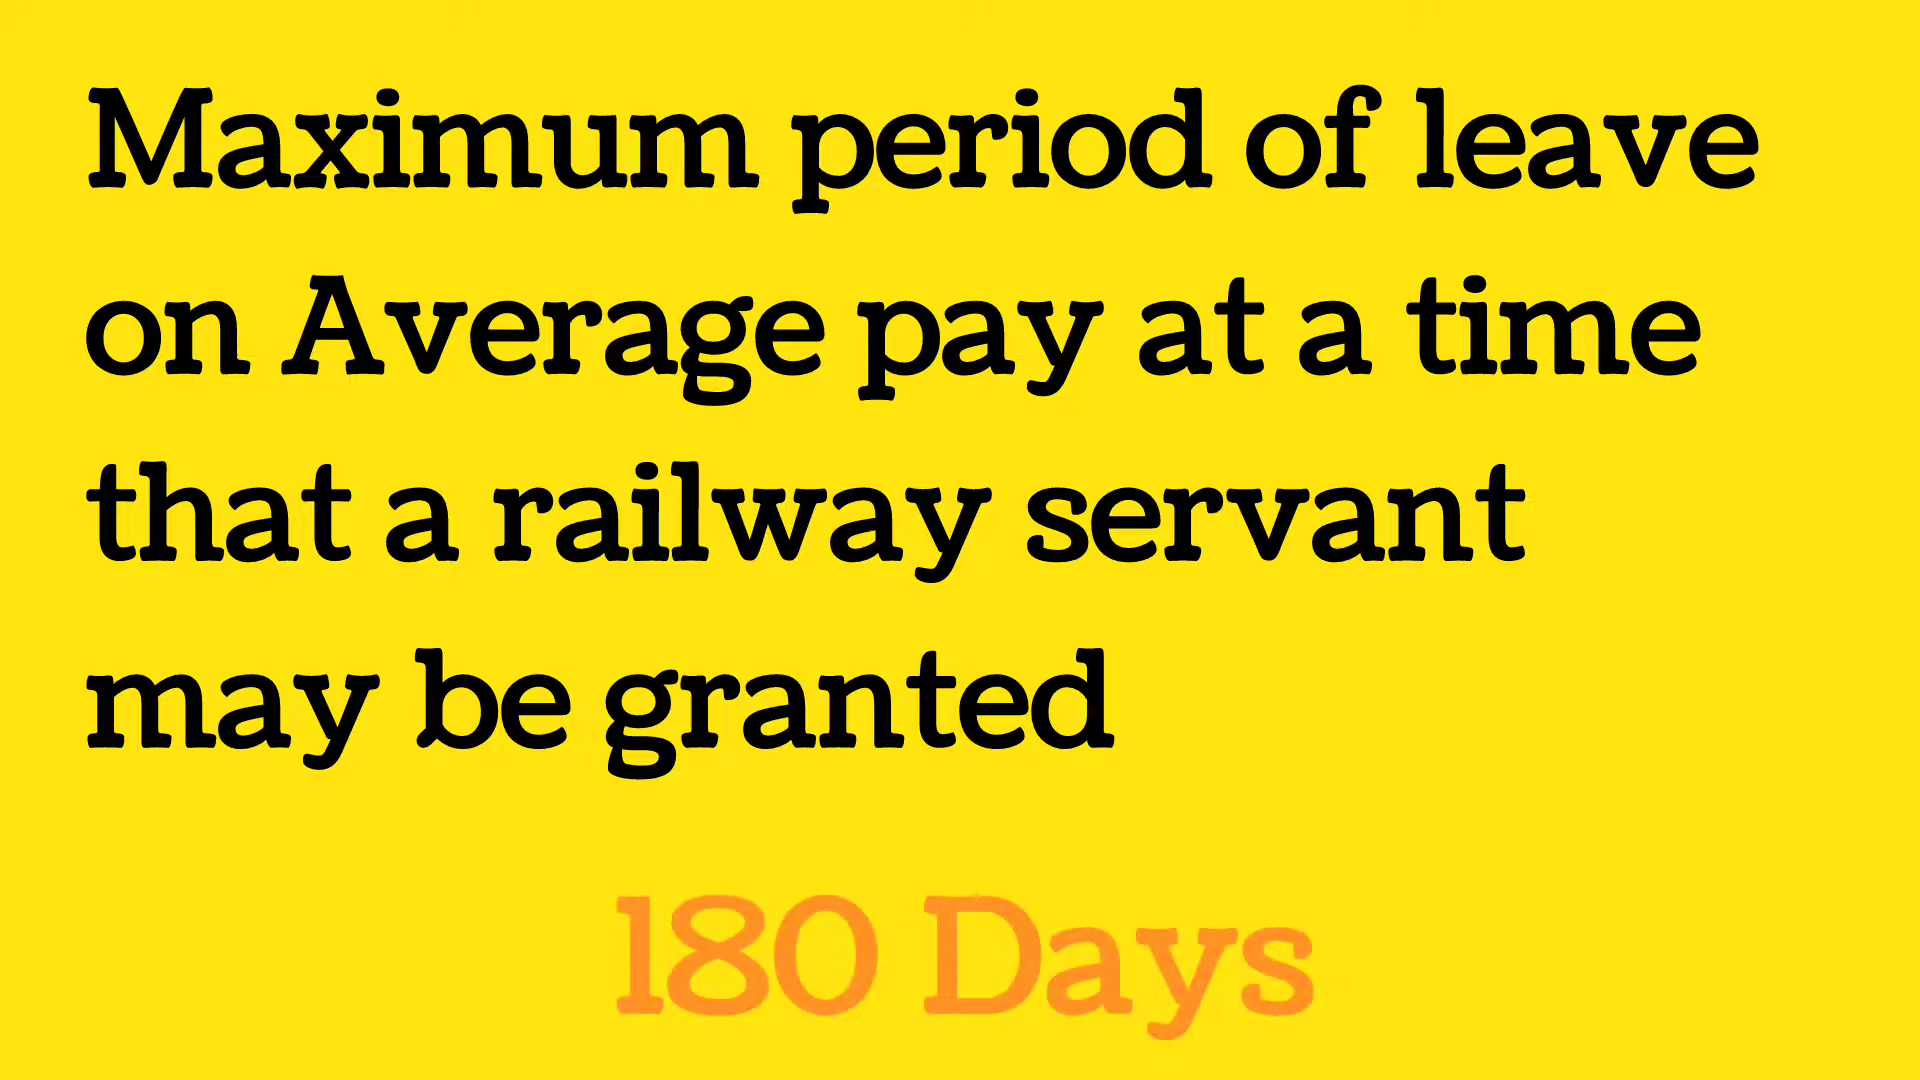 Maximum period of leave
on Average pay at a time
that a railway servant
may be granted
180 Days